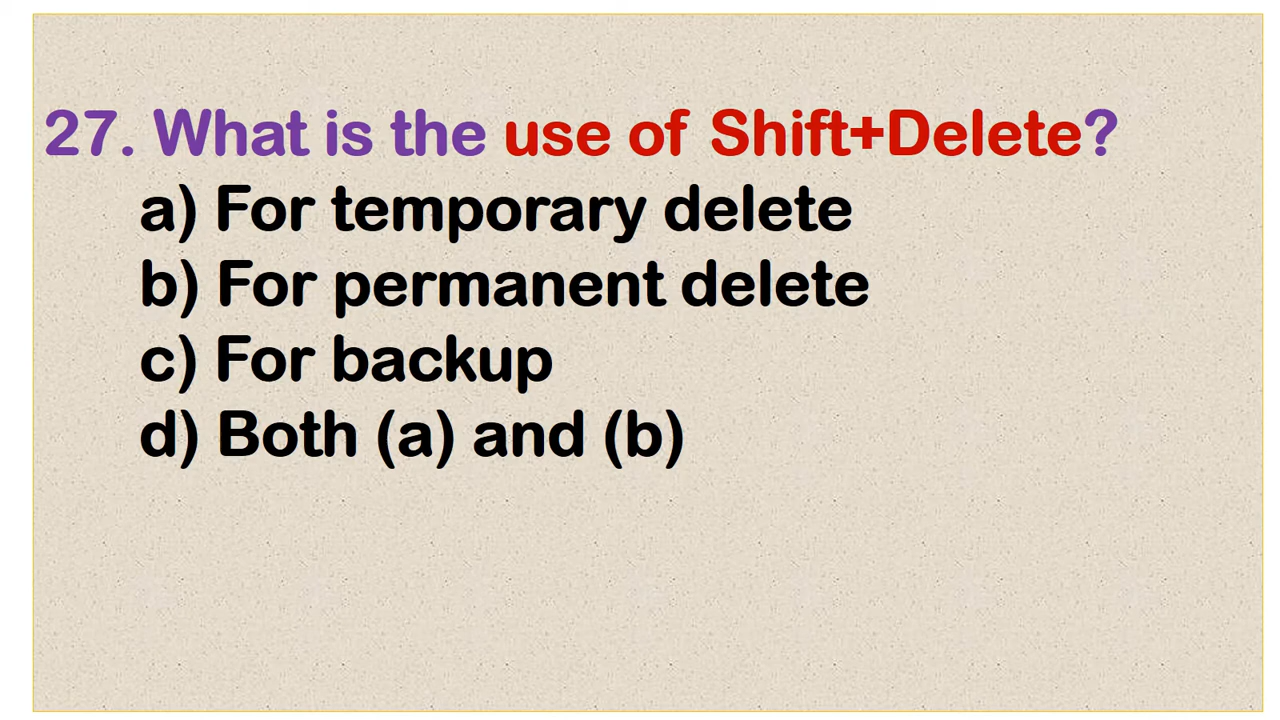 27. What is the use of Shift+Delete?
a) For temporary delete
b) For permanent delete
c) For backup
d) Both (a) and (b)